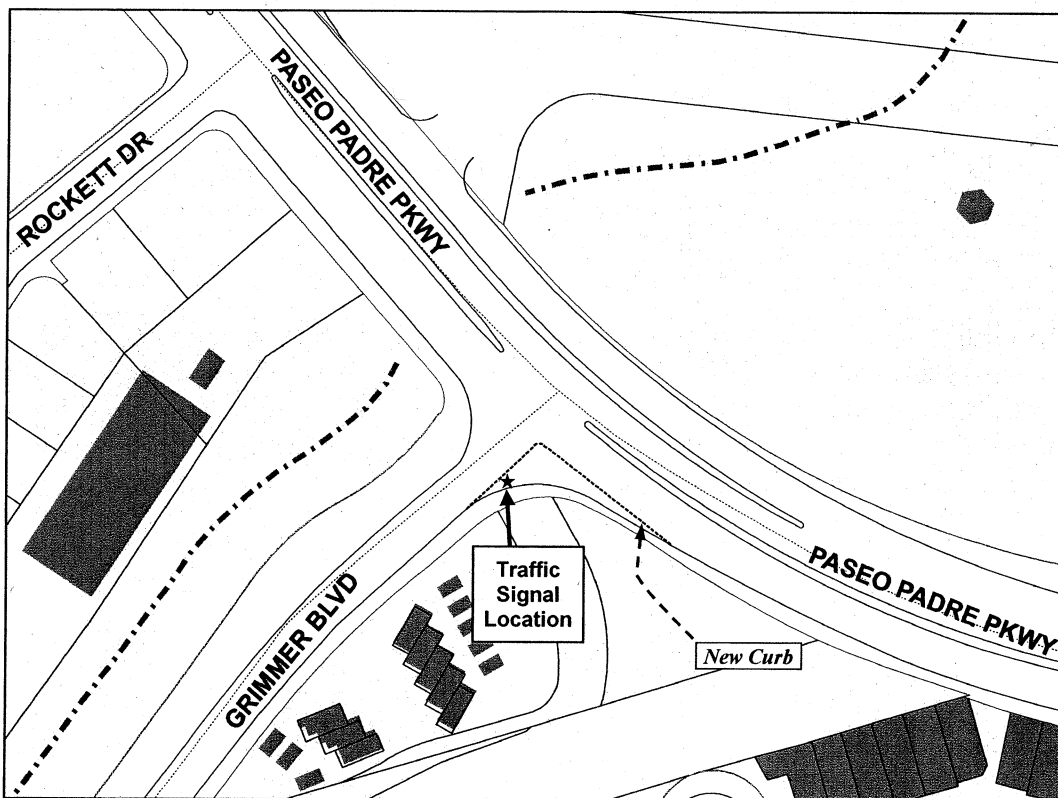 PASEO PADRE PKWY
ROCKETT DR
Traffic
Signal
Location
PASEO PADRE PKWY
GRIMMER BLVD
New Curb